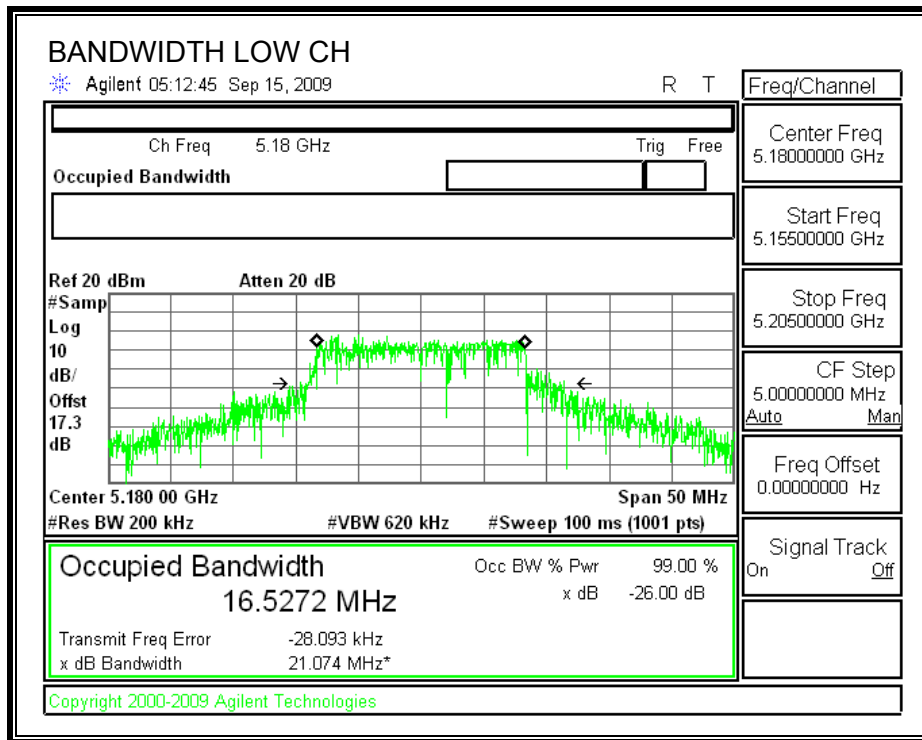 BANDWIDTH LOW CH
Agilent 05:12:45 Sep 15, 2009 R T
Freq/Channel
Ch Freq 5.18 GHz Trig Free
Occupied Bandwidth
Center Freq
5.18000000 GHz
Start Freq
5.15500000 GHz
Stop Freq
5.20500000 GHz
CF Step
5.00000000 MHz
Auto Man
Freq Offset
0.00000000 Hz
Signal Track
On Off
Ref 20 dBm Atten 20 dB
#Samp
Log
10
dB/
Offst
17.3
dB
Center 5.180 00 GHz Span 50 MHz
#Res BW 200 kHz #VBW 620 kHz #Sweep 100 ms (1001 pts)
Occupied Bandwidth Occ BW % Pwr 99.00 %
16.5272 MHz x dB -26.00 dB
Transmit Freq Error -28.093 kHz
x dB Bandwidth 21.074 MHz*
Copyright 2000-2009 Agilent Technologies